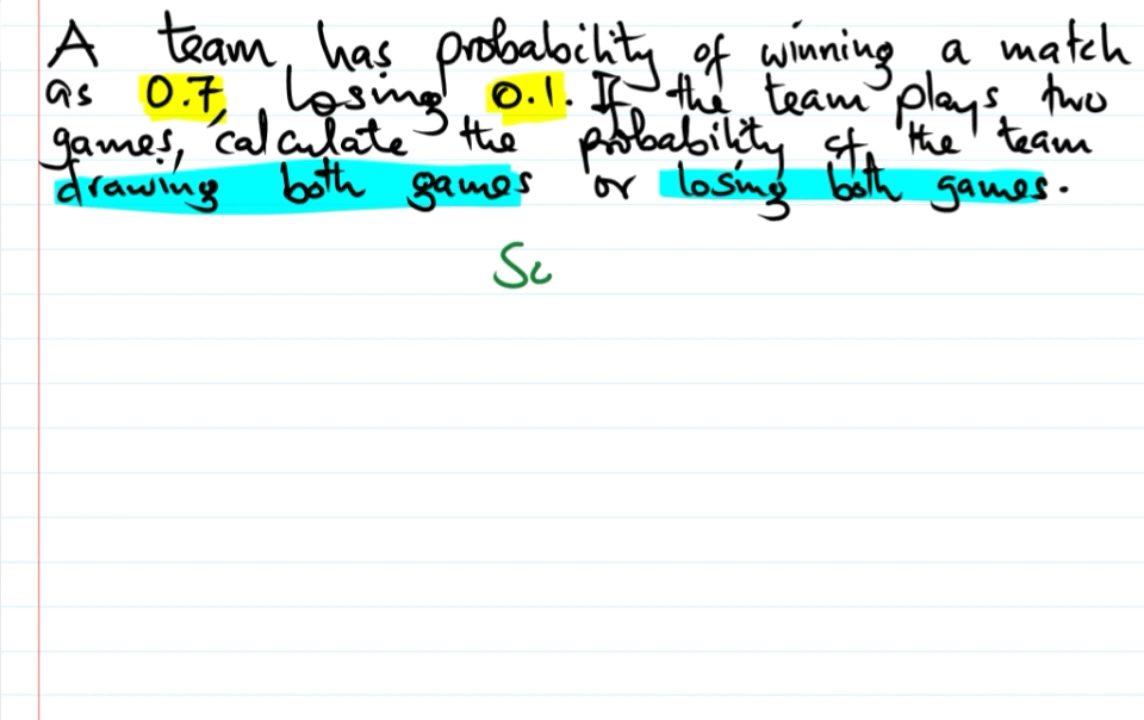 A team has probability of winning a match
as 0.7, losing 0.1. If the team plays two
games, calculate the probability of the team
drawing both games or losing both games.
So